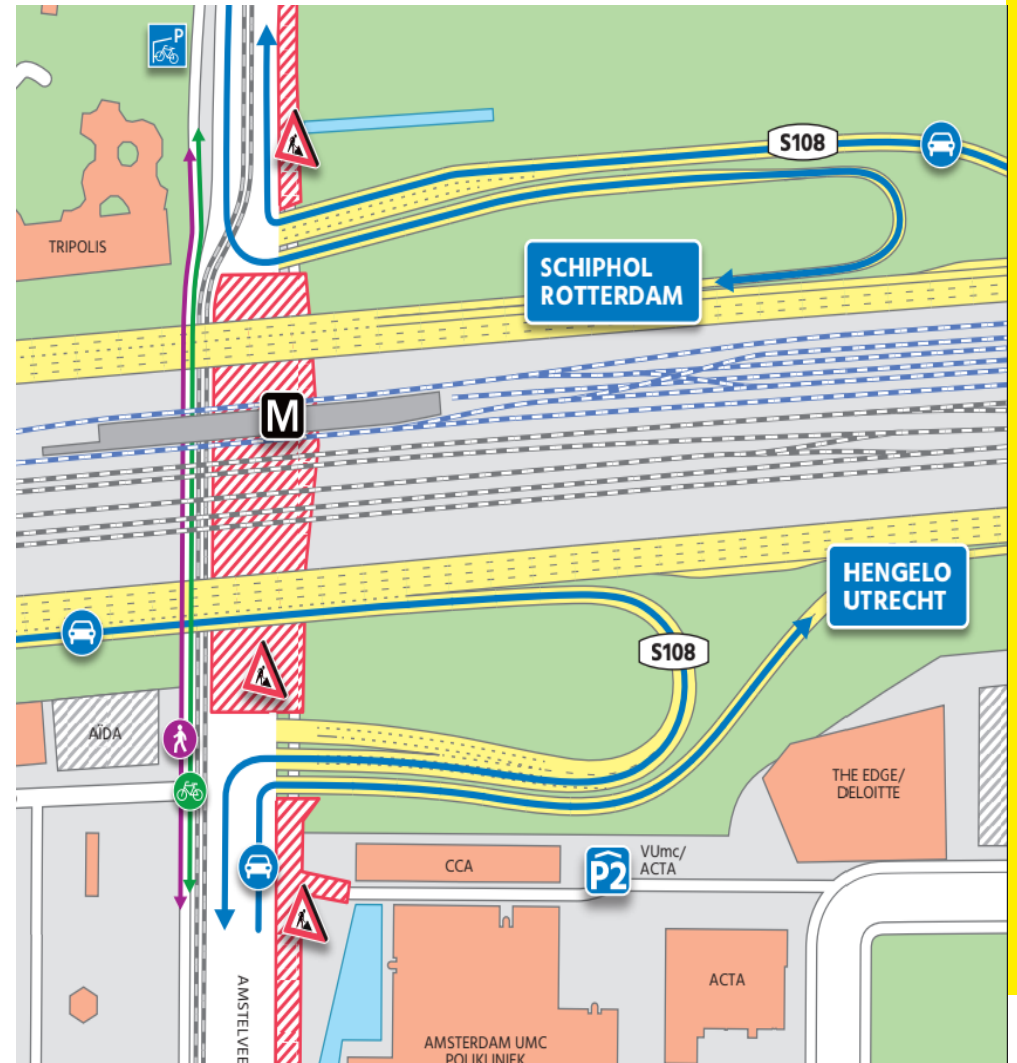 P
S108
TRIPOLIS
SCHIPHOL
ROTTERDAM
M
HENGELO
UTRECHT
S108
AÏDA
THE EDGE/
DELOITTE
CCA
P2
VUmc/
ACTA
ACTA
AMSTELVEE
AMSTERDAM UMC
POLIKLINIEK